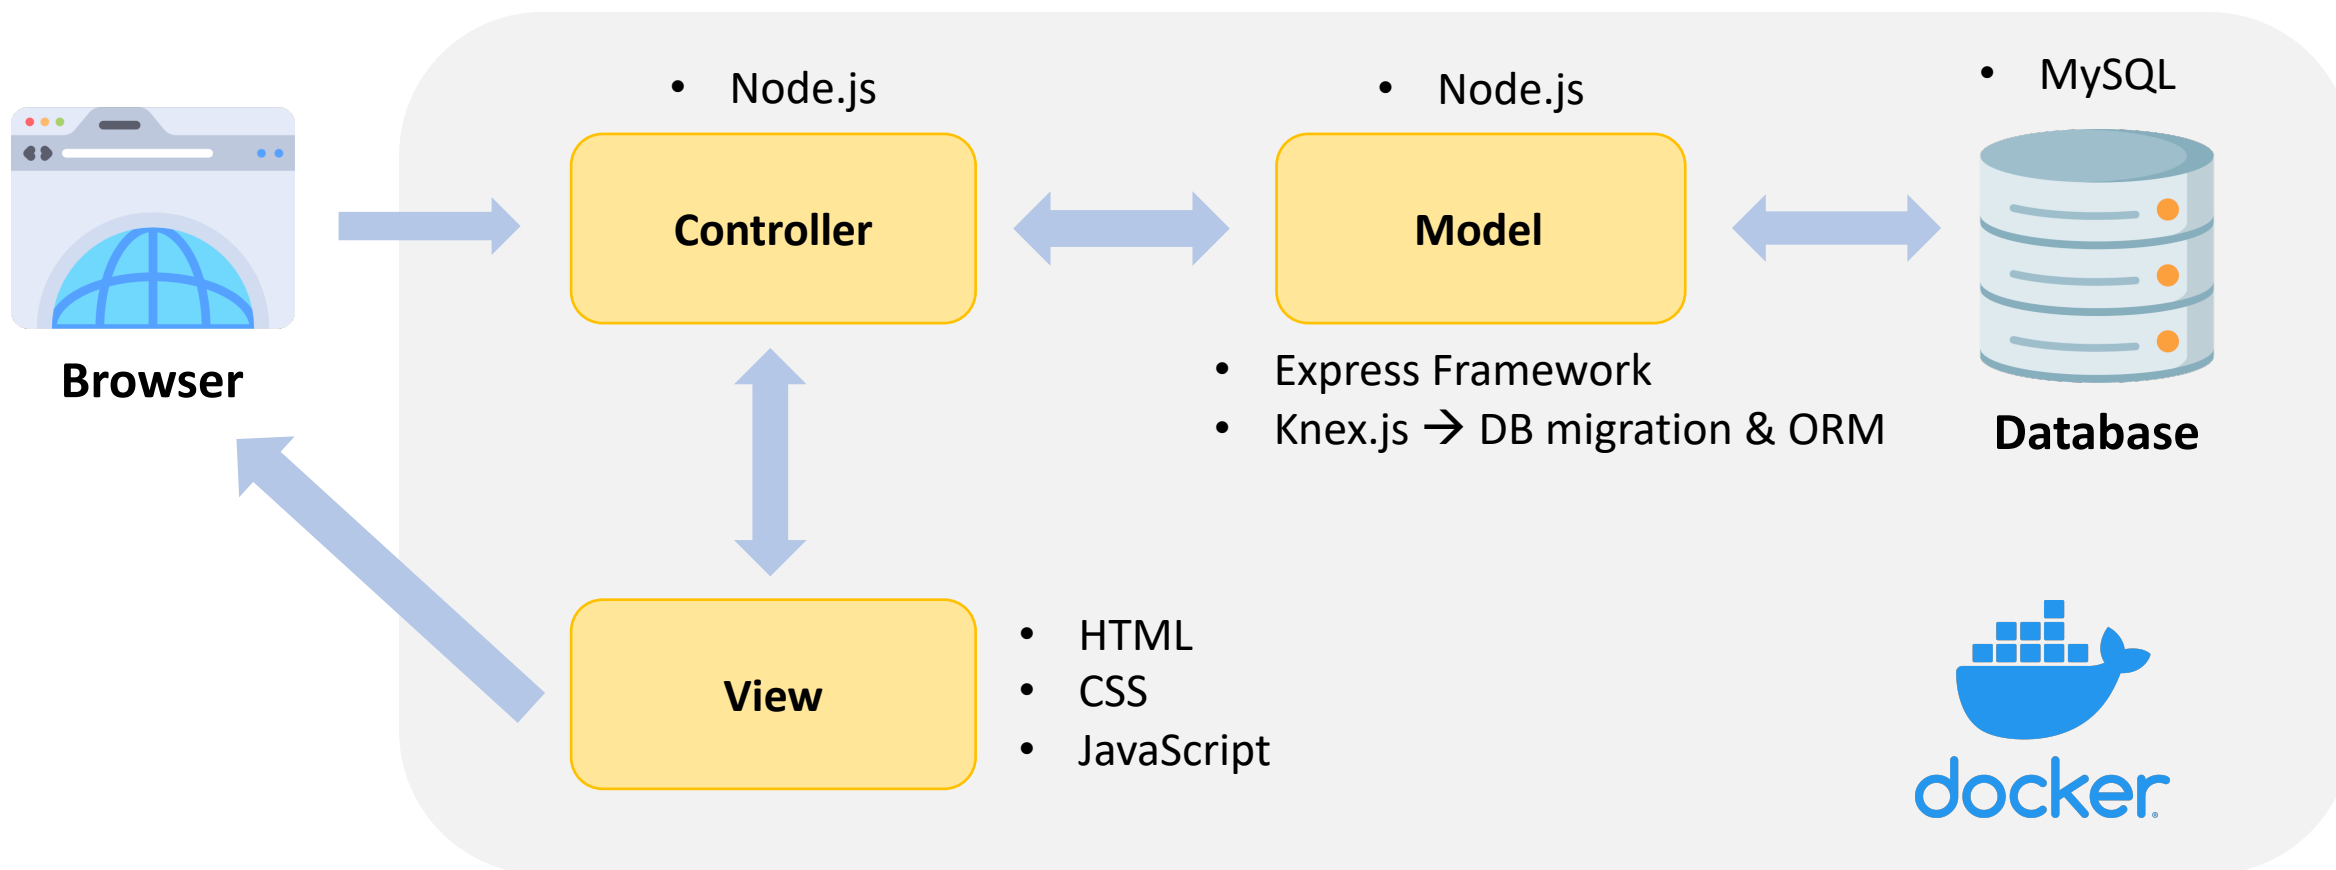 • Node.js
• Node.js
• MySQL
Controller
Model
Browser
• Express Framework
• Knex.js → DB migration & ORM
Database
View
• HTML
• CSS
• JavaScript
docker®